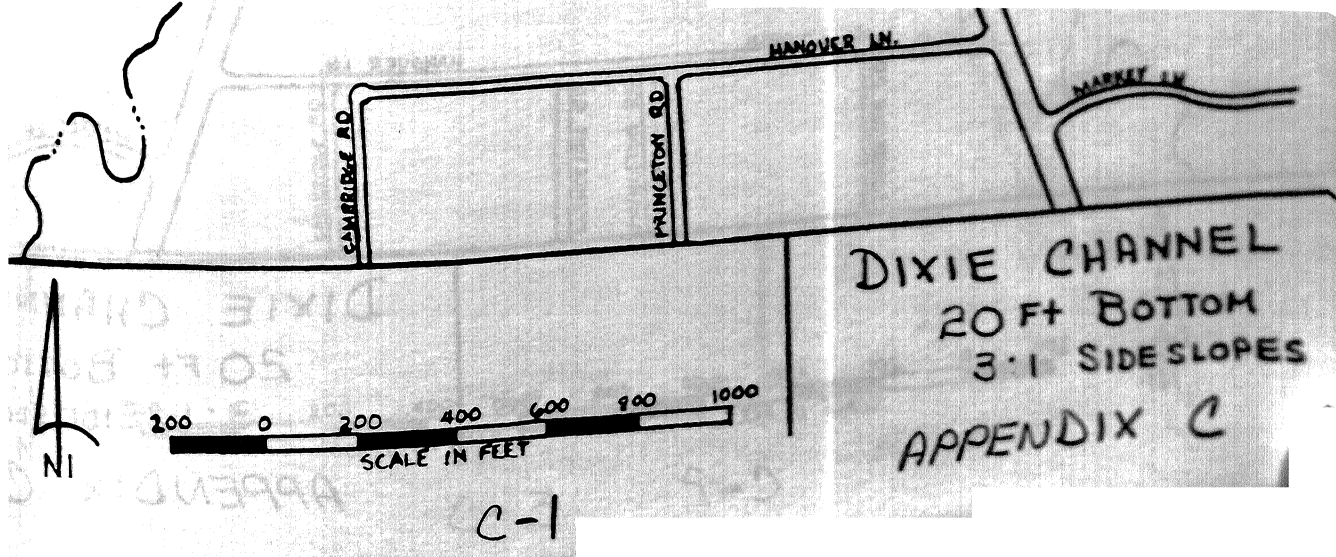 HANOVER LN.
MARKEY LN
CAMBRIDGE RD
PRINCETON RD
DIXIE CHANNEL
20 Ft BOTTOM
3:1 SIDESLOPES
APPENDIX C
200 0 200 400 600 800 1000
SCALE IN FEET
N
C-1